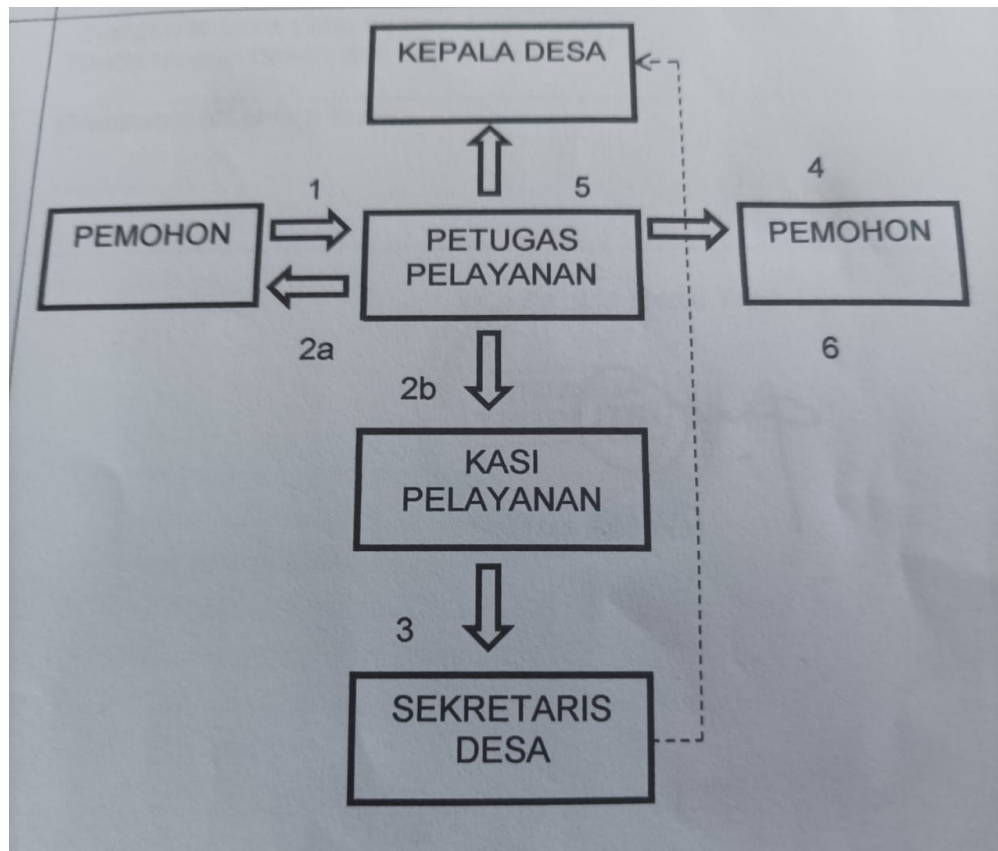 KEPALA DESA
1
5
4
PEMOHON
PETUGAS
PELAYANAN
PEMOHON
2a
6
2b
KASI
PELAYANAN
3
SEKRETARIS
DESA